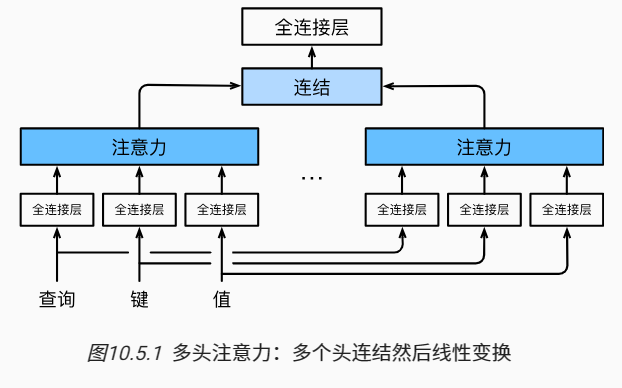 全连接层
连结
注意力 … 注意力
全连接层 全连接层 全连接层 全连接层 全连接层 全连接层
查询 键 值
图10.5.1 多头注意力：多个头连结然后线性变换